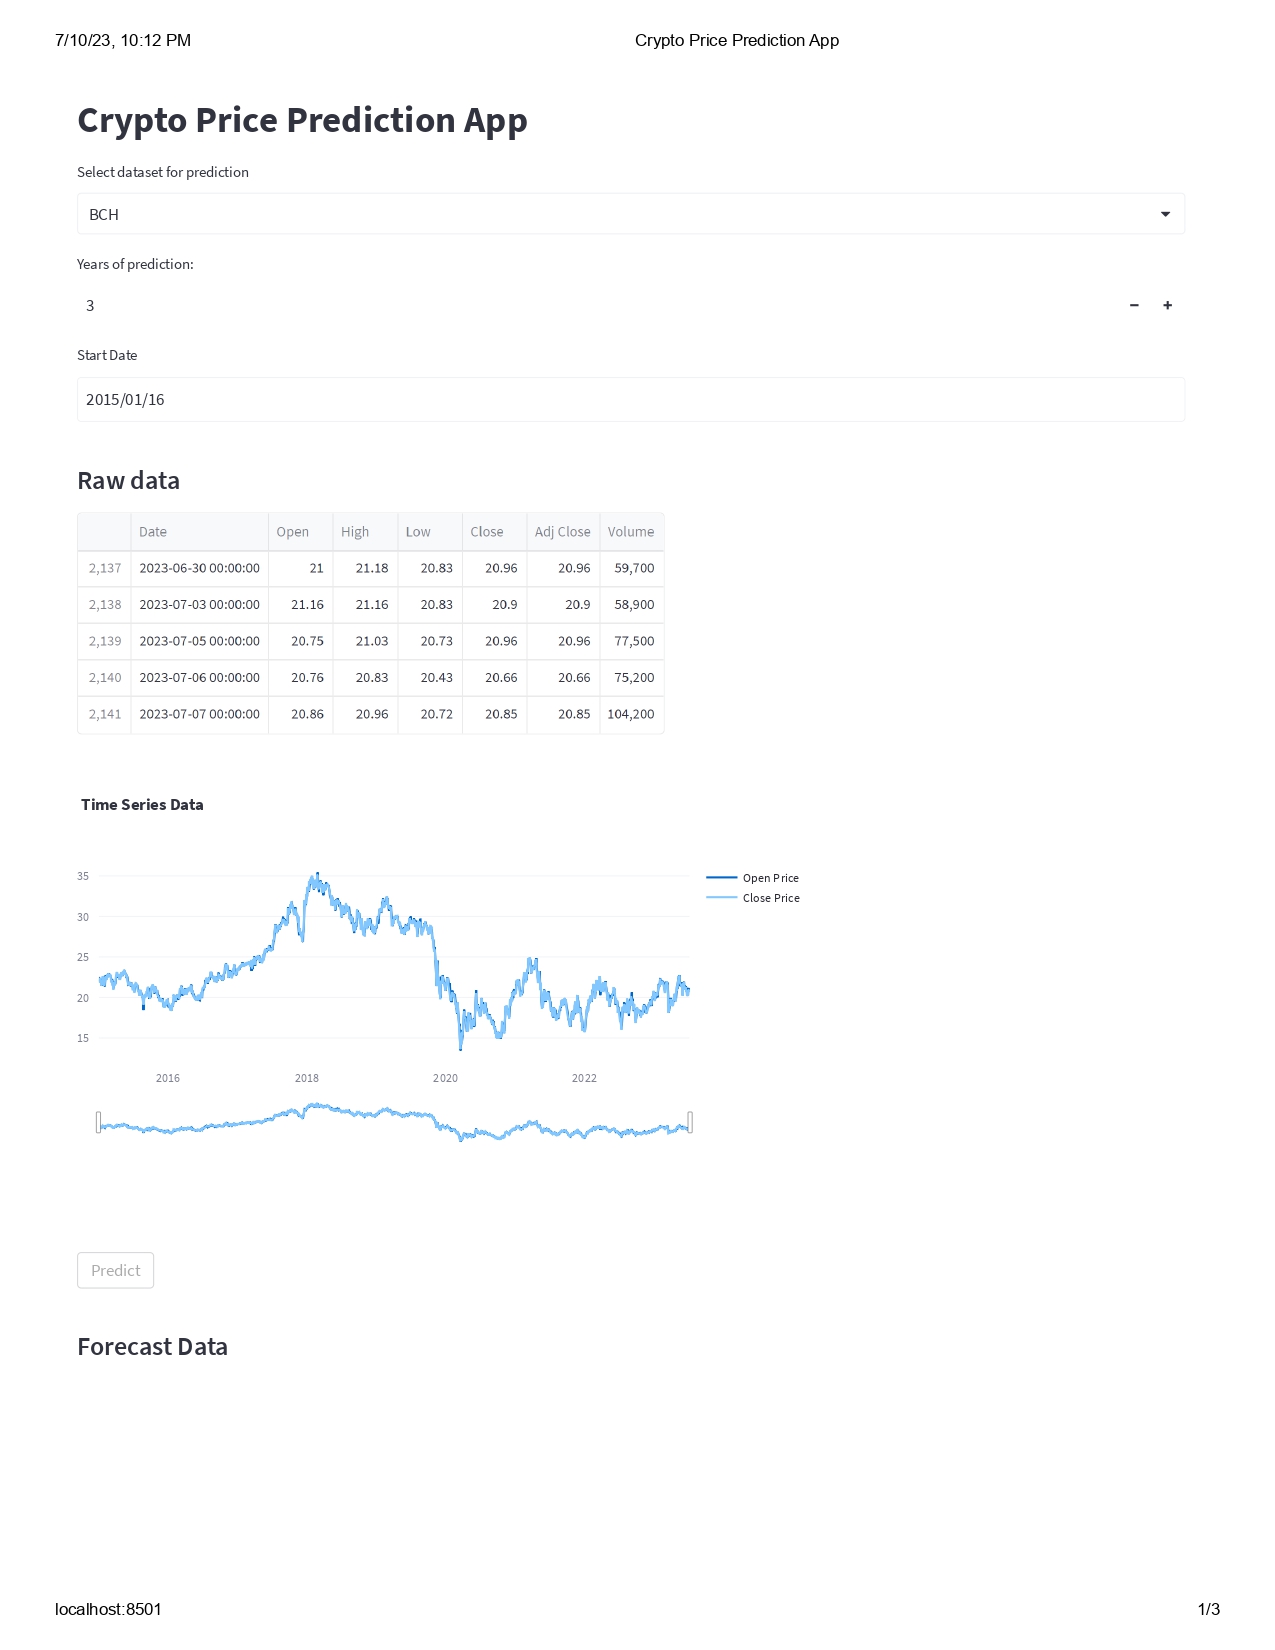 7/10/23, 10:12 PM Crypto Price Prediction App
Crypto Price Prediction App
Select dataset for prediction
BCH
Years of prediction:
3
Start Date
2015/01/16
Raw data
Date Open High Low Close Adj Close Volume
2,137 2023-06-30 00:00:00 21 21.18 20.83 20.96 20.96 59,700
2,138 2023-07-03 00:00:00 21.16 21.16 20.83 20.9 20.9 58,900
2,139 2023-07-05 00:00:00 20.75 21.03 20.73 20.96 20.96 77,500
2,140 2023-07-06 00:00:00 20.76 20.83 20.43 20.66 20.66 75,200
2,141 2023-07-07 00:00:00 20.86 20.96 20.72 20.85 20.85 104,200
Time Series Data
35
30
25
20
15
2016 2018 2020 2022
Open Price
Close Price
Predict
Forecast Data
localhost:8501 1/3